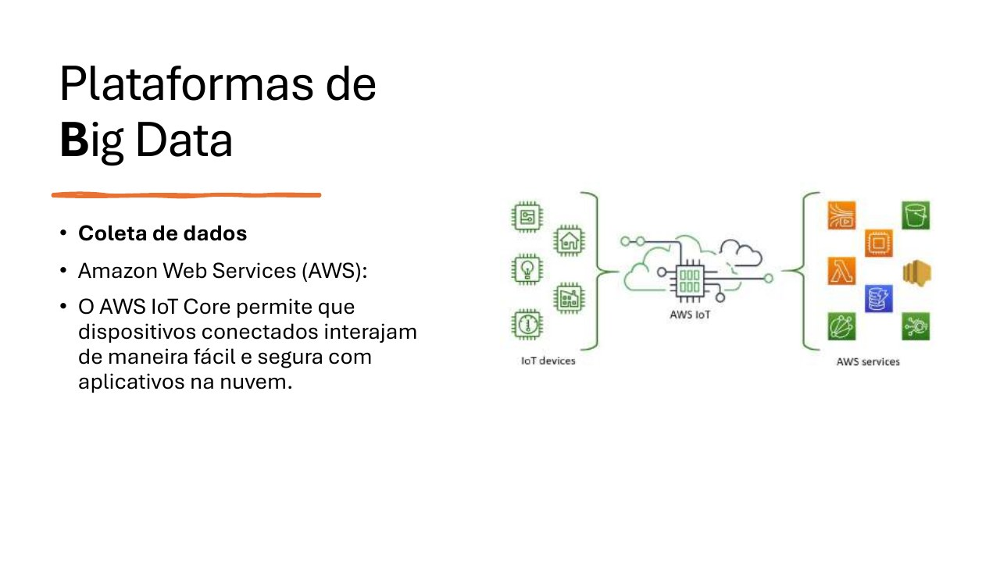 Plataformas de
Big Data
• Coleta de dados
• Amazon Web Services (AWS):
• O AWS IoT Core permite que
dispositivos conectados interajam
de maneira fácil e segura com
aplicativos na nuvem.
AWS IoT
IoT devices
AWS services